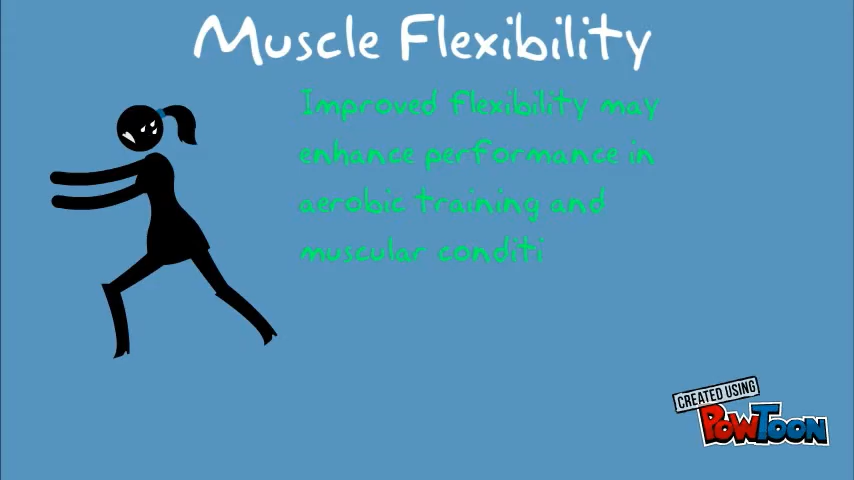 Muscle Flexibility
Improved flexibility may
enhance performance in
aerobic training and
muscular conditi
CREATED USING
POWTOON